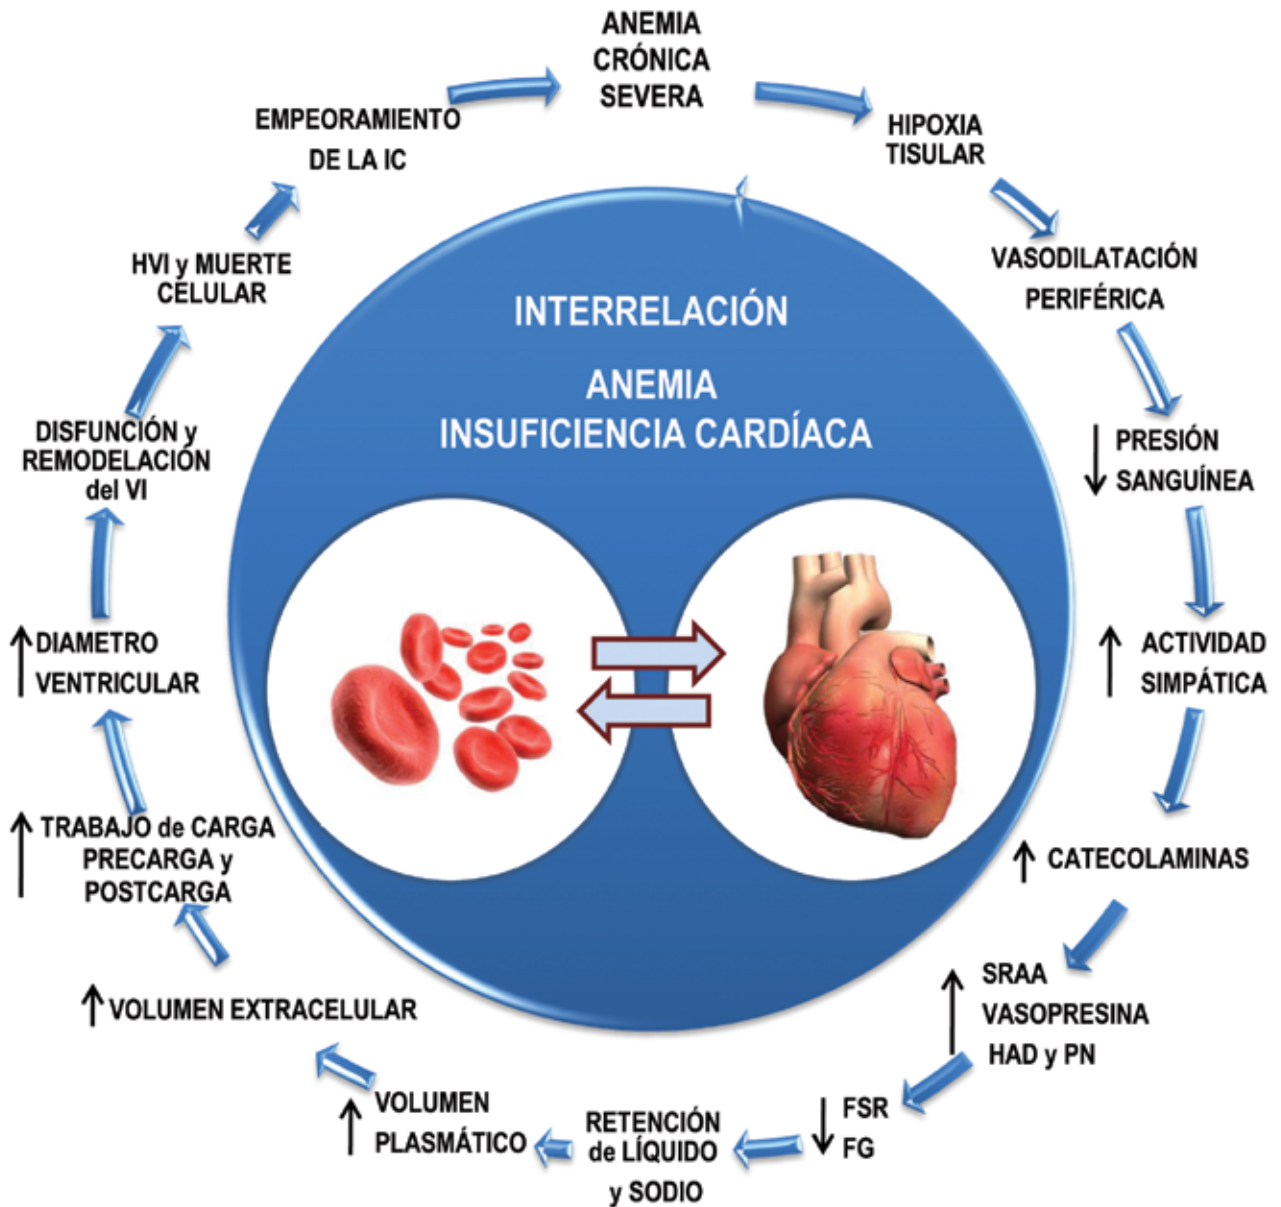 ANEMIA
CRÓNICA
SEVERA
HIPOXIA
TISULAR
VASODILATACIÓN
PERIFÉRICA
PRESIÓN
SANGUÍNEA
ACTIVIDAD
SIMPÁTICA
CATECOLAMINAS
SRAA
VASOPRESINA
HAD y PN
FSR
FG
RETENCIÓN
de LÍQUIDO
y SODIO
VOLUMEN
PLASMÁTICO
VOLUMEN EXTRACELULAR
TRABAJO de CARGA
PRECARGA y
POSTCARGA
DIAMETRO
VENTRICULAR
DISFUNCIÓN y
REMODELACIÓN
del VI
HVI y MUERTE
CELULAR
EMPEORAMIENTO
DE LA IC
INTERRELACIÓN
ANEMIA
INSUFICIENCIA CARDÍACA